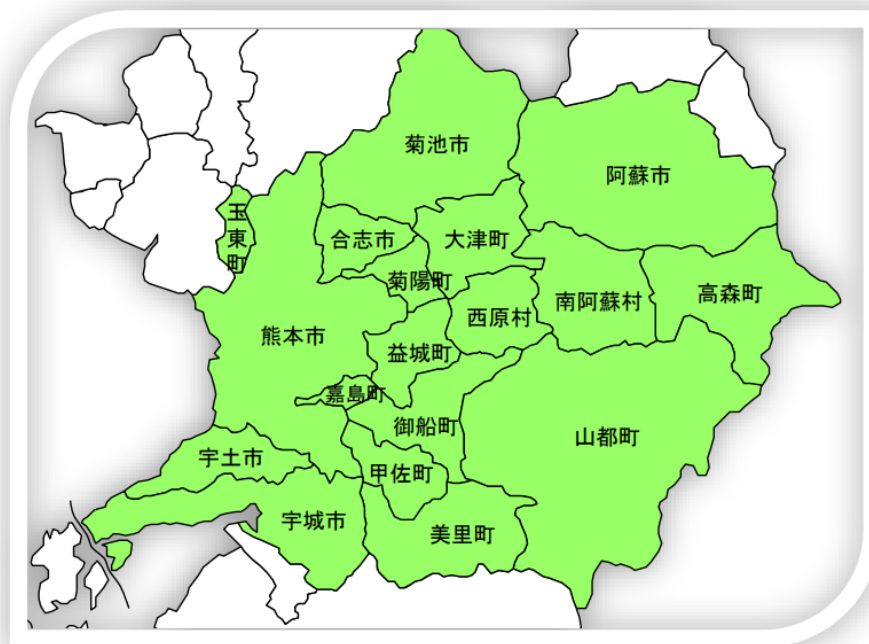 菊池市
阿蘇市
玉東町
合志市
大津町
菊陽町
西原村
南阿蘇村
高森町
熊本市
益城町
嘉島町
御船町
山都町
宇土市
甲佐町
宇城市
美里町